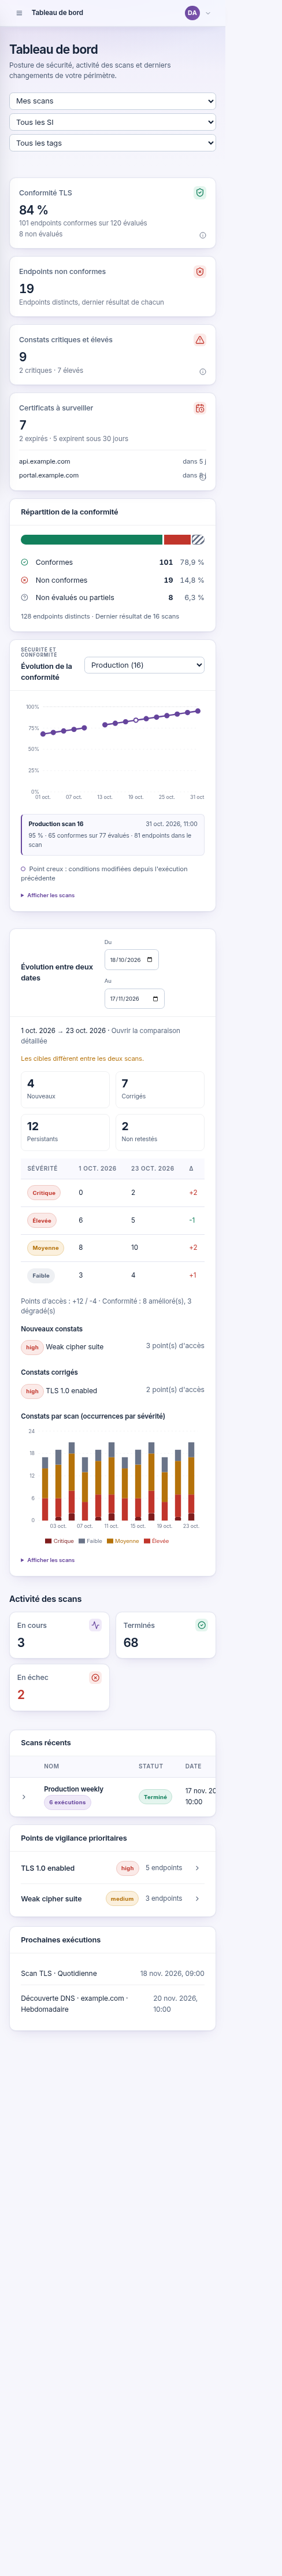 Tableau de bord
DA
Tableau de bord
Posture de sécurité, activité des scans et derniers
changements de votre périmètre.
Mes scans
Tous les SI
Tous les tags
Conformité TLS
84 %
101 endpoints conformes sur 120 évalués
8 non évalués
Endpoints non conformes
19
Endpoints distincts, dernier résultat de chacun
Constats critiques et élevés
9
2 critiques · 7 élevés
Certificats à surveiller
7
2 expirés · 5 expirent sous 30 jours
api.example.com dans 5 j
portal.example.com dans
Répartition de la conformité
Conformes 101 78,9 %
Non conformes 19 14,8 %
Non évalués ou partiels 8 6,3 %
128 endpoints distincts · Dernier résultat de 16 scans
SÉCURITÉ ET
CONFORMITÉ
Évolution de la
conformité
Production (16)
100%
75%
50%
25%
0%
01 oct. 07 oct. 13 oct. 19 oct. 25 oct. 31 oct
Production scan 16 31 oct. 2026, 11:00
95 % · 65 conformes sur 77 évalués · 81 endpoints dans le
scan
Point creux : conditions modifiées depuis l'exécution
précédente
Afficher les scans
Évolution entre deux
dates
Du
18/10/2026
Au
17/11/2026
1 oct. 2026 → 23 oct. 2026 · Ouvrir la comparaison
détaillée
Les cibles diffèrent entre les deux scans.
4
Nouveaux
7
Corrigés
12
Persistants
2
Non retestés
SÉVÉRITÉ 1 OCT. 2026 23 OCT. 2026 Δ
Critique 0 2 +2
Élevée 6 5 -1
Moyenne 8 10 +2
Faible 3 4 +1
Points d'accès : +12 / -4 · Conformité : 8 amélioré(s), 3
dégradé(s)
Nouveaux constats
high Weak cipher suite 3 point(s) d'accès
Constats corrigés
high TLS 1.0 enabled 2 point(s) d'accès
Constats par scan (occurrences par sévérité)
24
18
12
6
0
03 oct. 07 oct. 11 oct. 15 oct. 19 oct. 23 oct.
Critique Faible Moyenne Élevée
Afficher les scans
Activité des scans
En cours
3
Terminés
68
En échec
2
Scans récents
NOM STATUT DATE
Production weekly
6 exécutions
Terminé
17 nov. 20
10:00
Points de vigilance prioritaires
TLS 1.0 enabled high 5 endpoints
Weak cipher suite medium 3 endpoints
Prochaines exécutions
Scan TLS · Quotidienne 18 nov. 2026, 09:00
Découverte DNS · example.com ·
Hebdomadaire
20 nov. 2026,
10:00